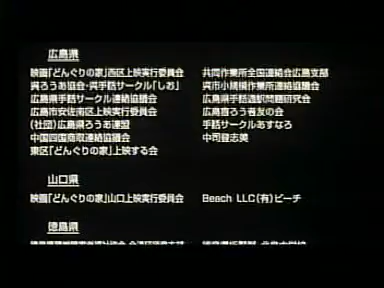 広島県
映画「どんぐりの家」西区上映実行委員会 共同作業所全国連絡会広島支部
呉ろうあ協会・呉手話サークル「しお」 呉市小規模作業所連絡協議会
広島県手話サークル連絡協議会 広島県手話通訳問題研究会
広島市安佐南区上映実行委員会 広島盲ろう者友の会
(社団)広島県ろうあ連盟 手話サークルあすなろ
中国四国商取連絡協議会 中司登志美
東区「どんぐりの家」上映する会
山口県
映画「どんぐりの家」山口上映実行委員会 Beach LLC(有)ビーチ
徳島県